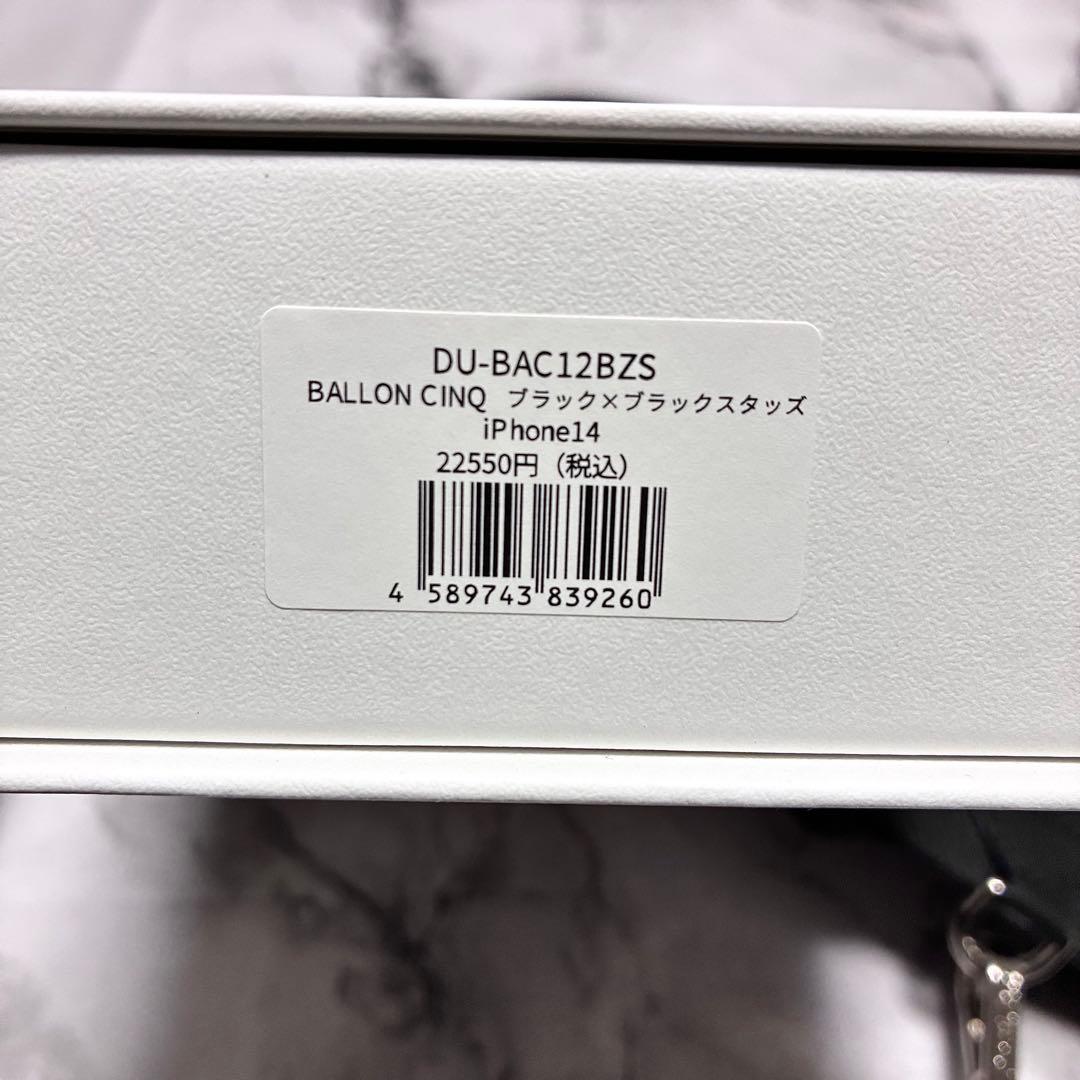 DU-BAC12BZS
BALLON CINQ ブラック×ブラックスタッズ
iPhone14
22550円（税込）
4 589743 839260